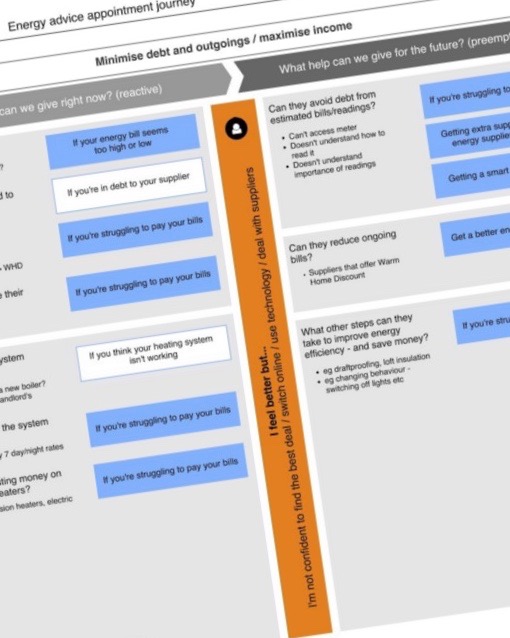 Energy advice appointment journey
Minimise debt and outgoings / maximise income
can we give right now? (reactive)
What help can we give for the future? (preempt
?
If your energy bill seems
too high or low
d to
If you're in debt to your supplier
If you're struggling to pay your bills
WHD
e their
If you're struggling to pay your bills
ystem
If you think your heating system
isn't working
a new boiler?
andlord's
the system
If you're struggling to pay your bills
y 7 day/night rates
ting money on
eaters?
If you're struggling to pay your bills
sion heaters, electric
I feel better but...
I'm not confident to find the best deal / switch online / use technology / deal with suppliers
Can they avoid debt from
estimated bills/readings?
• Can't access meter
• Doesn't understand how to
read it
• Doesn't understand
importance of readings
If you're struggling to
Getting extra sup
energy supplie
Getting a smart
Can they reduce ongoing
bills?
• Suppliers that offer Warm
Home Discount
Get a better en
What other steps can they
take to improve energy
efficiency - and save money?
• eg draftproofing, loft insulation
• eg changing behaviour -
switching off lights etc
If you're stru